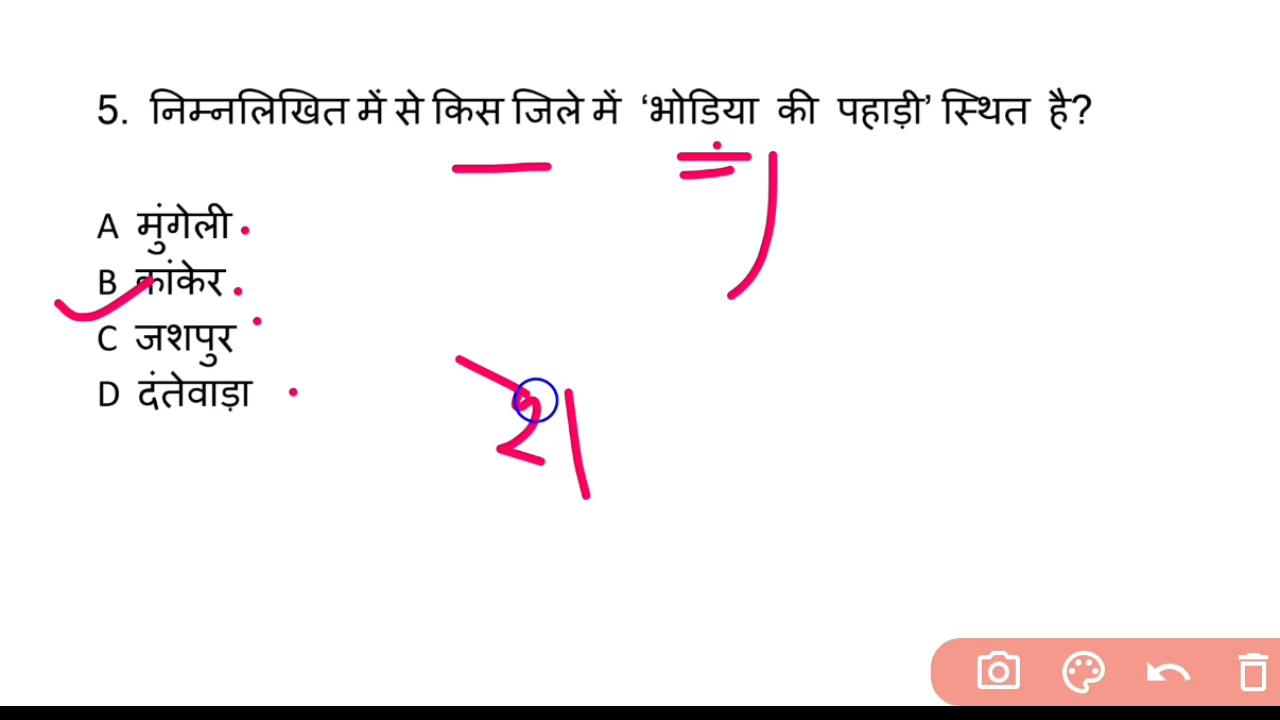 5. निम्नलिखित में से किस जिले में ‘भोडिया की पहाड़ी’ स्थित है?
A मुंगेली
B कांकेर
C जशपुर
D दंतेवाड़ा